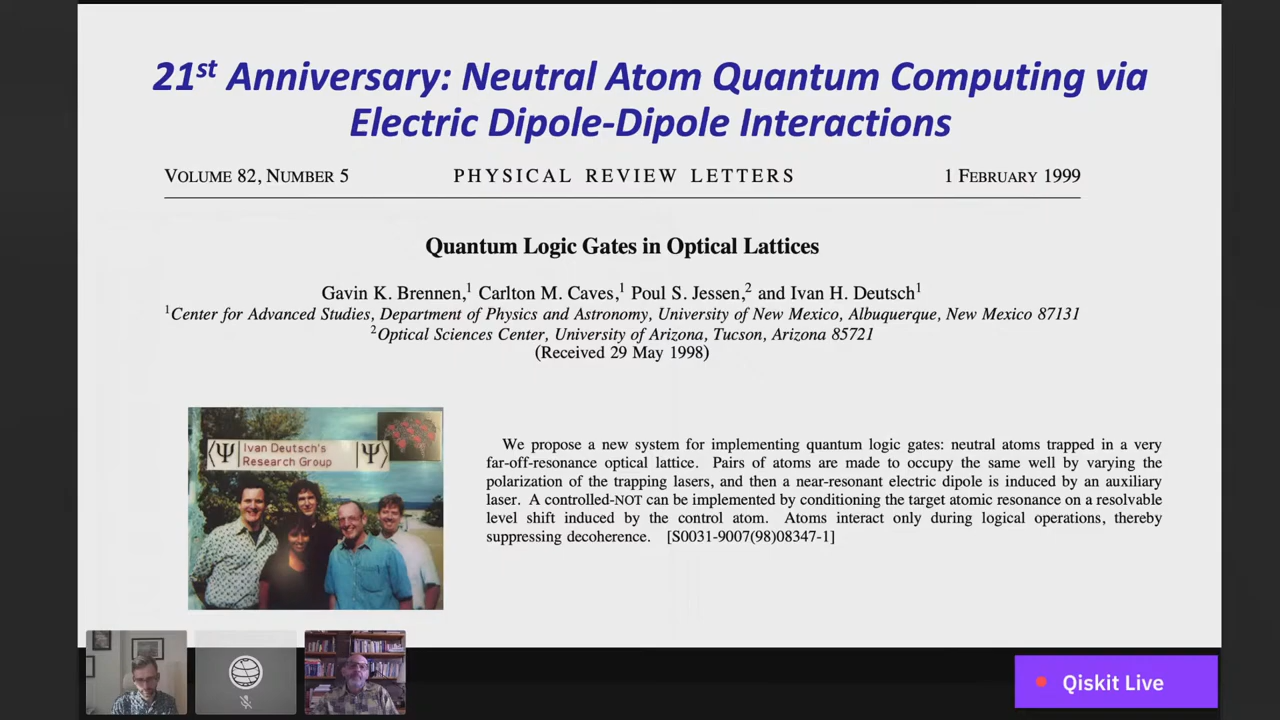 21st Anniversary: Neutral Atom Quantum Computing via
Electric Dipole-Dipole Interactions
VOLUME 82, NUMBER 5 PHYSICAL REVIEW LETTERS 1 FEBRUARY 1999
Quantum Logic Gates in Optical Lattices
Gavin K. Brennen,1 Carlton M. Caves,1 Poul S. Jessen,2 and Ivan H. Deutsch1
1Center for Advanced Studies, Department of Physics and Astronomy, University of New Mexico, Albuquerque, New Mexico 87131
2Optical Sciences Center, University of Arizona, Tucson, Arizona 85721
(Received 29 May 1998)
⟨Ψ| Ivan Deutsch's |Ψ⟩
Research Group
We propose a new system for implementing quantum logic gates: neutral atoms trapped in a very
far-off-resonance optical lattice. Pairs of atoms are made to occupy the same well by varying the
polarization of the trapping lasers, and then a near-resonant electric dipole is induced by an auxiliary
laser. A controlled-NOT can be implemented by conditioning the target atomic resonance on a resolvable
level shift induced by the control atom. Atoms interact only during logical operations, thereby
suppressing decoherence. [S0031-9007(98)08347-1]
Qiskit Live